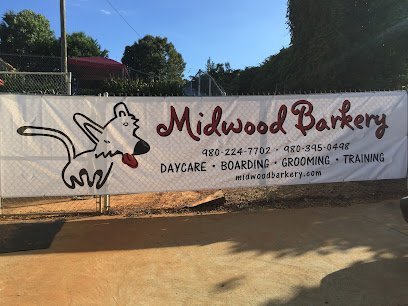 Midwood Barkery
980-224-7702 • 980-395-0498
DAYCARE • BOARDING • GROOMING • TRAINING
midwoodbarkery.com